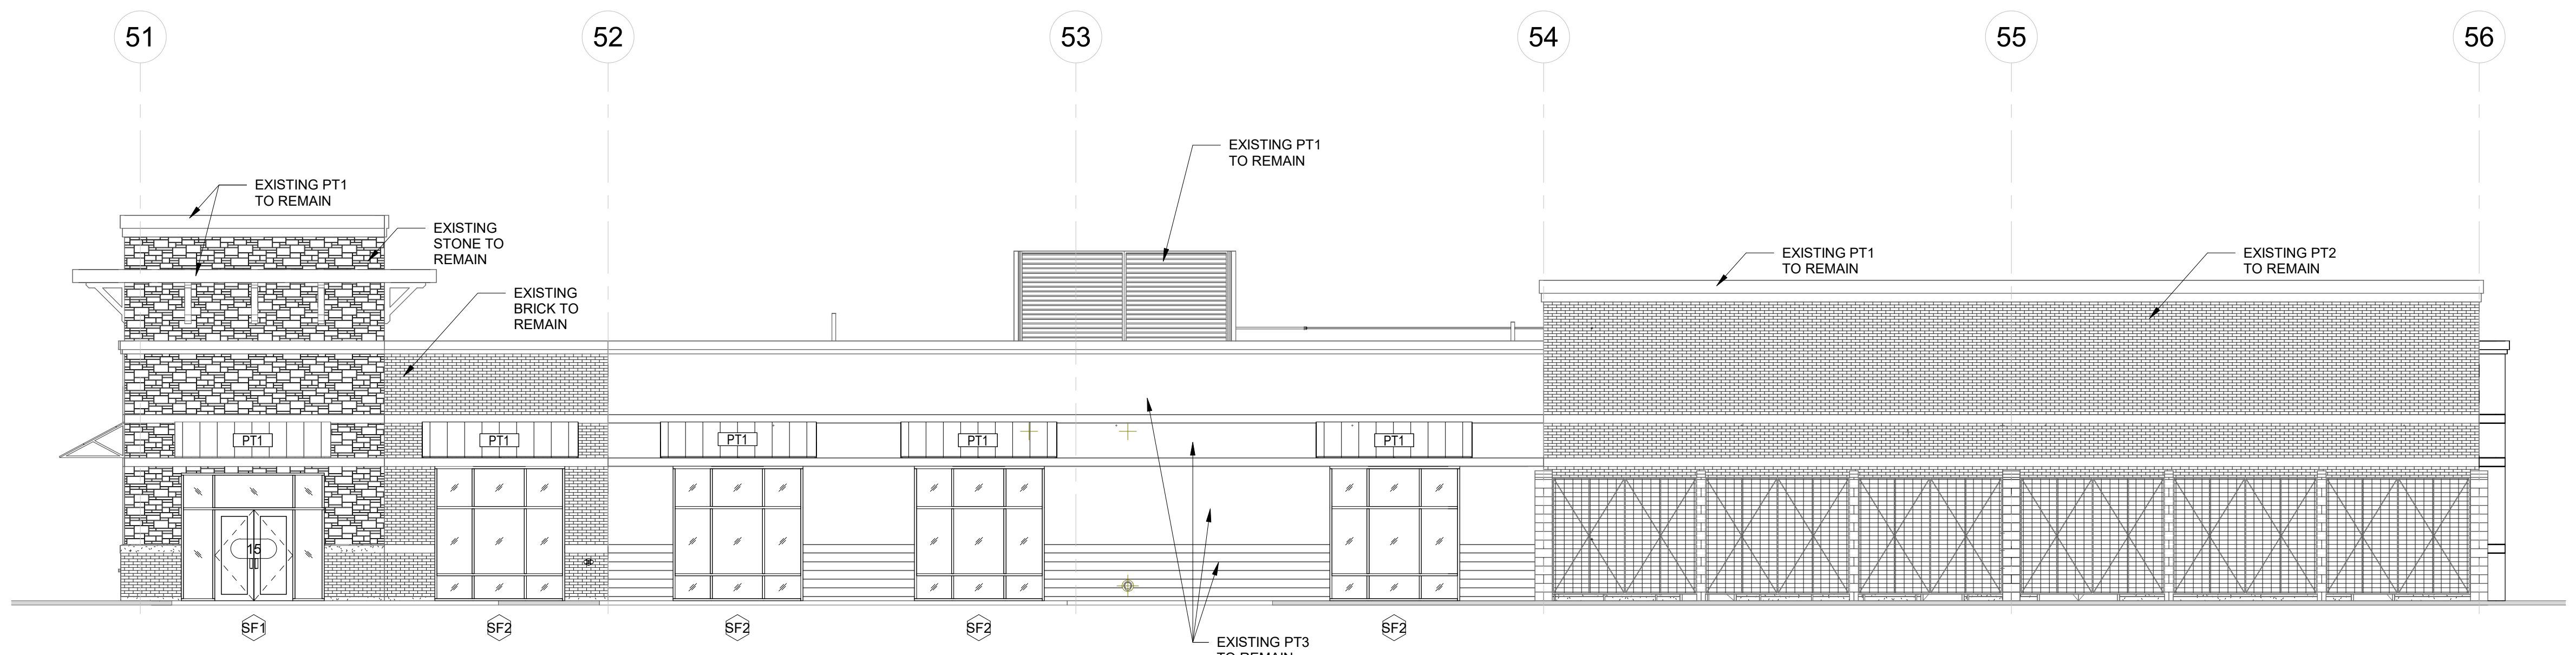 51
52
53
54
55
56
EXISTING PT1
TO REMAIN
EXISTING PT1
TO REMAIN
EXISTING
STONE TO
REMAIN
EXISTING PT1
TO REMAIN
EXISTING PT2
TO REMAIN
EXISTING
BRICK TO
REMAIN
PT1
PT1
PT1
PT1
PT1
15
SF1
SF2
SF2
SF2
SF2
EXISTING PT3
TO REMAIN